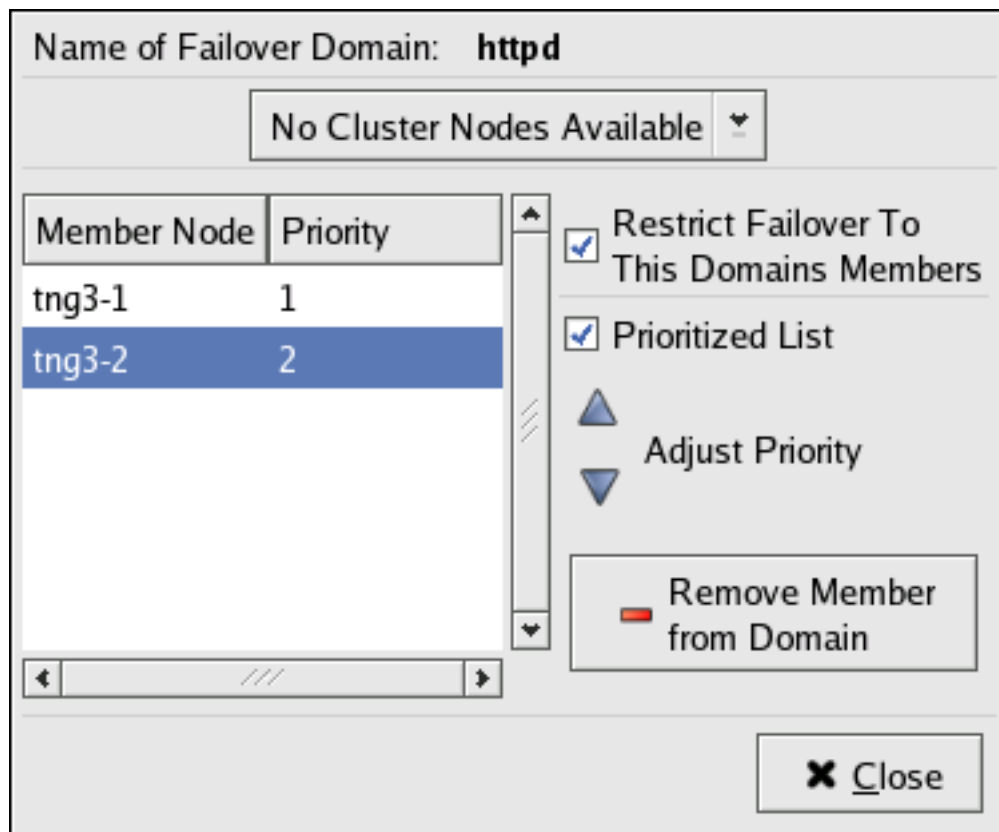 Name of Failover Domain: httpd
No Cluster Nodes Available
Member Node Priority
tng3-1 1
tng3-2 2
Restrict Failover To
This Domains Members
Prioritized List
Adjust Priority
Remove Member
from Domain
Close